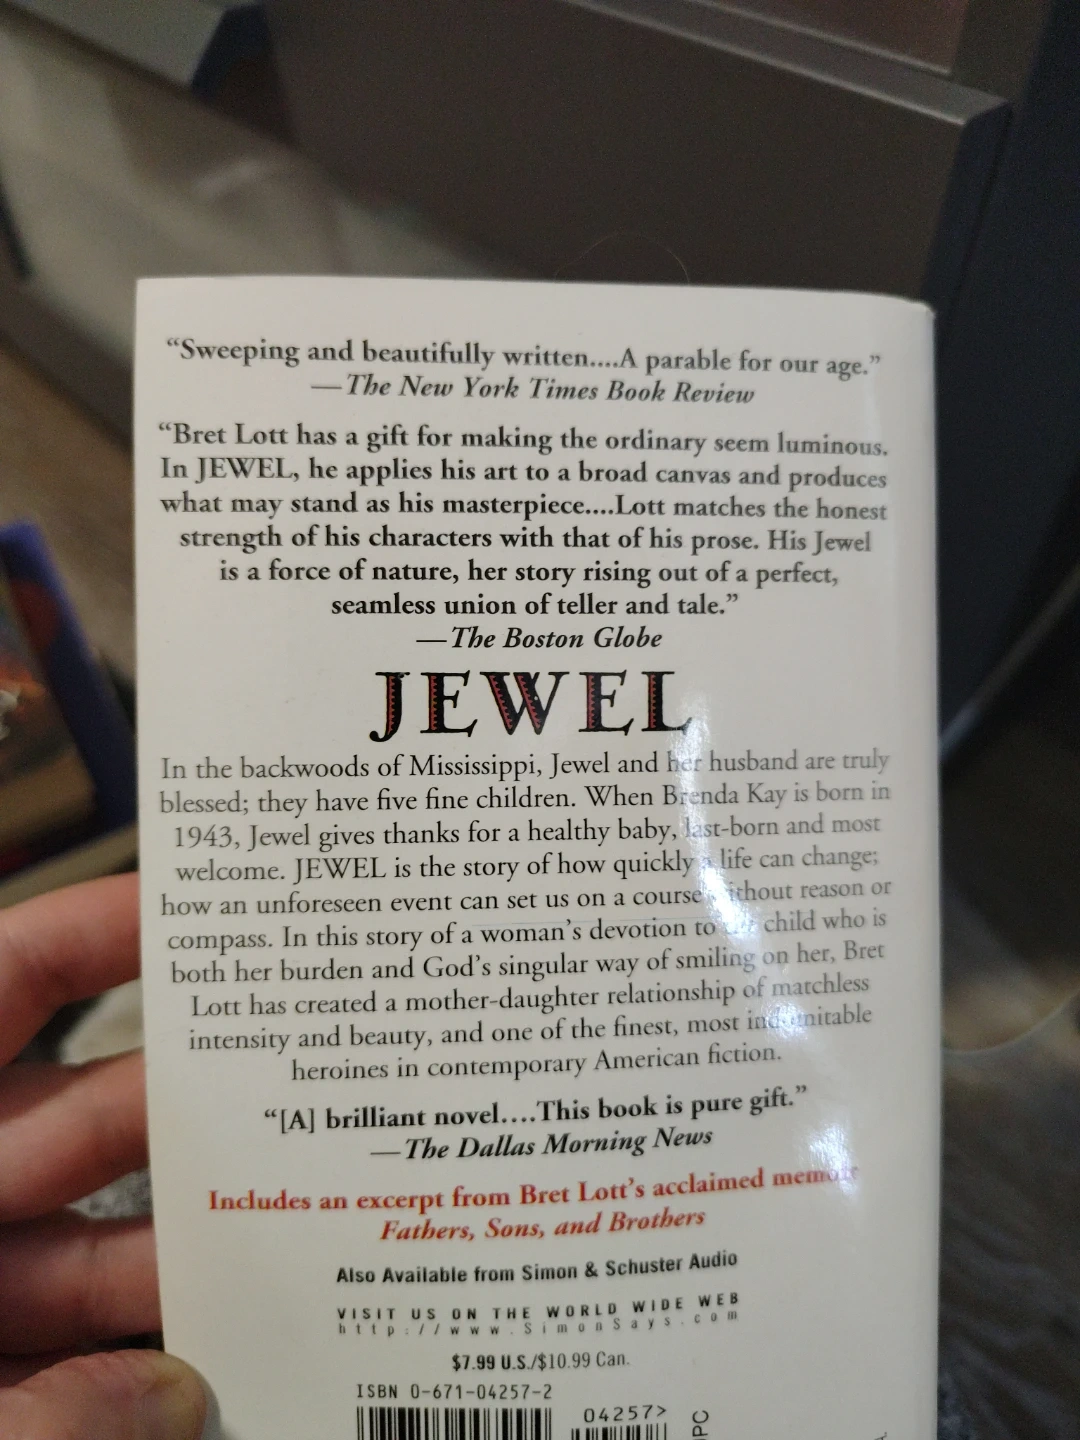 “Sweeping and beautifully written....A parable for our age.”
—The New York Times Book Review
“Bret Lott has a gift for making the ordinary seem luminous.
In JEWEL, he applies his art to a broad canvas and produces
what may stand as his masterpiece....Lott matches the honest
strength of his characters with that of his prose. His Jewel
is a force of nature, her story rising out of a perfect,
seamless union of teller and tale.”
—The Boston Globe
JEWEL
In the backwoods of Mississippi, Jewel and her husband are truly
blessed; they have five fine children. When Brenda Kay is born in
1943, Jewel gives thanks for a healthy baby, last-born and most
welcome. JEWEL is the story of how quickly a life can change;
how an unforeseen event can set us on a course without reason or
compass. In this story of a woman's devotion to child who is
both her burden and God's singular way of smiling on her, Bret
Lott has created a mother-daughter relationship of matchless
intensity and beauty, and one of the finest, most indomitable
heroines in contemporary American fiction.
“[A] brilliant novel....This book is pure gift.”
—The Dallas Morning News
Includes an excerpt from Bret Lott's acclaimed memoir
Fathers, Sons, and Brothers
Also Available from Simon & Schuster Audio
VISIT US ON THE WORLD WIDE WEB
http://www.SimonSays.com
$7.99 U.S./$10.99 Can.
ISBN 0-671-04257-2
04257>